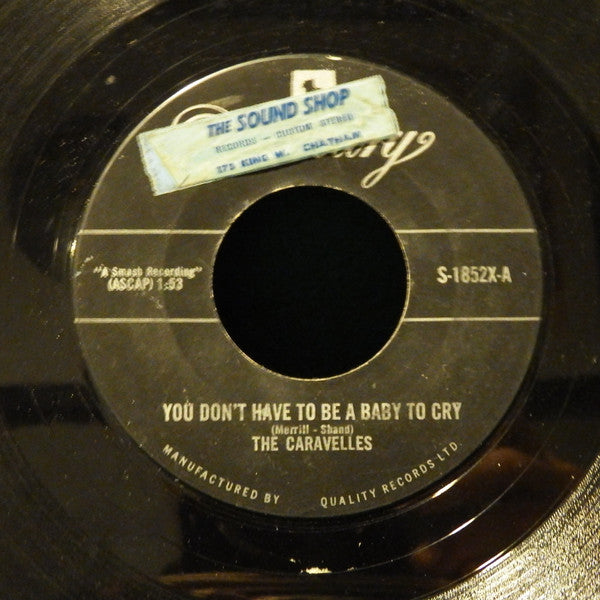 THE SOUND SHOP
RECORDS - CUSTOM STEREO
275 KING W. CHATHAM
"A Smash Recording"
(ASCAP) 1:53
S-1852X-A
YOU DON'T HAVE TO BE A BABY TO CRY
(Merrill - Shand)
THE CARAVELLES
MANUFACTURED BY QUALITY RECORDS LTD.